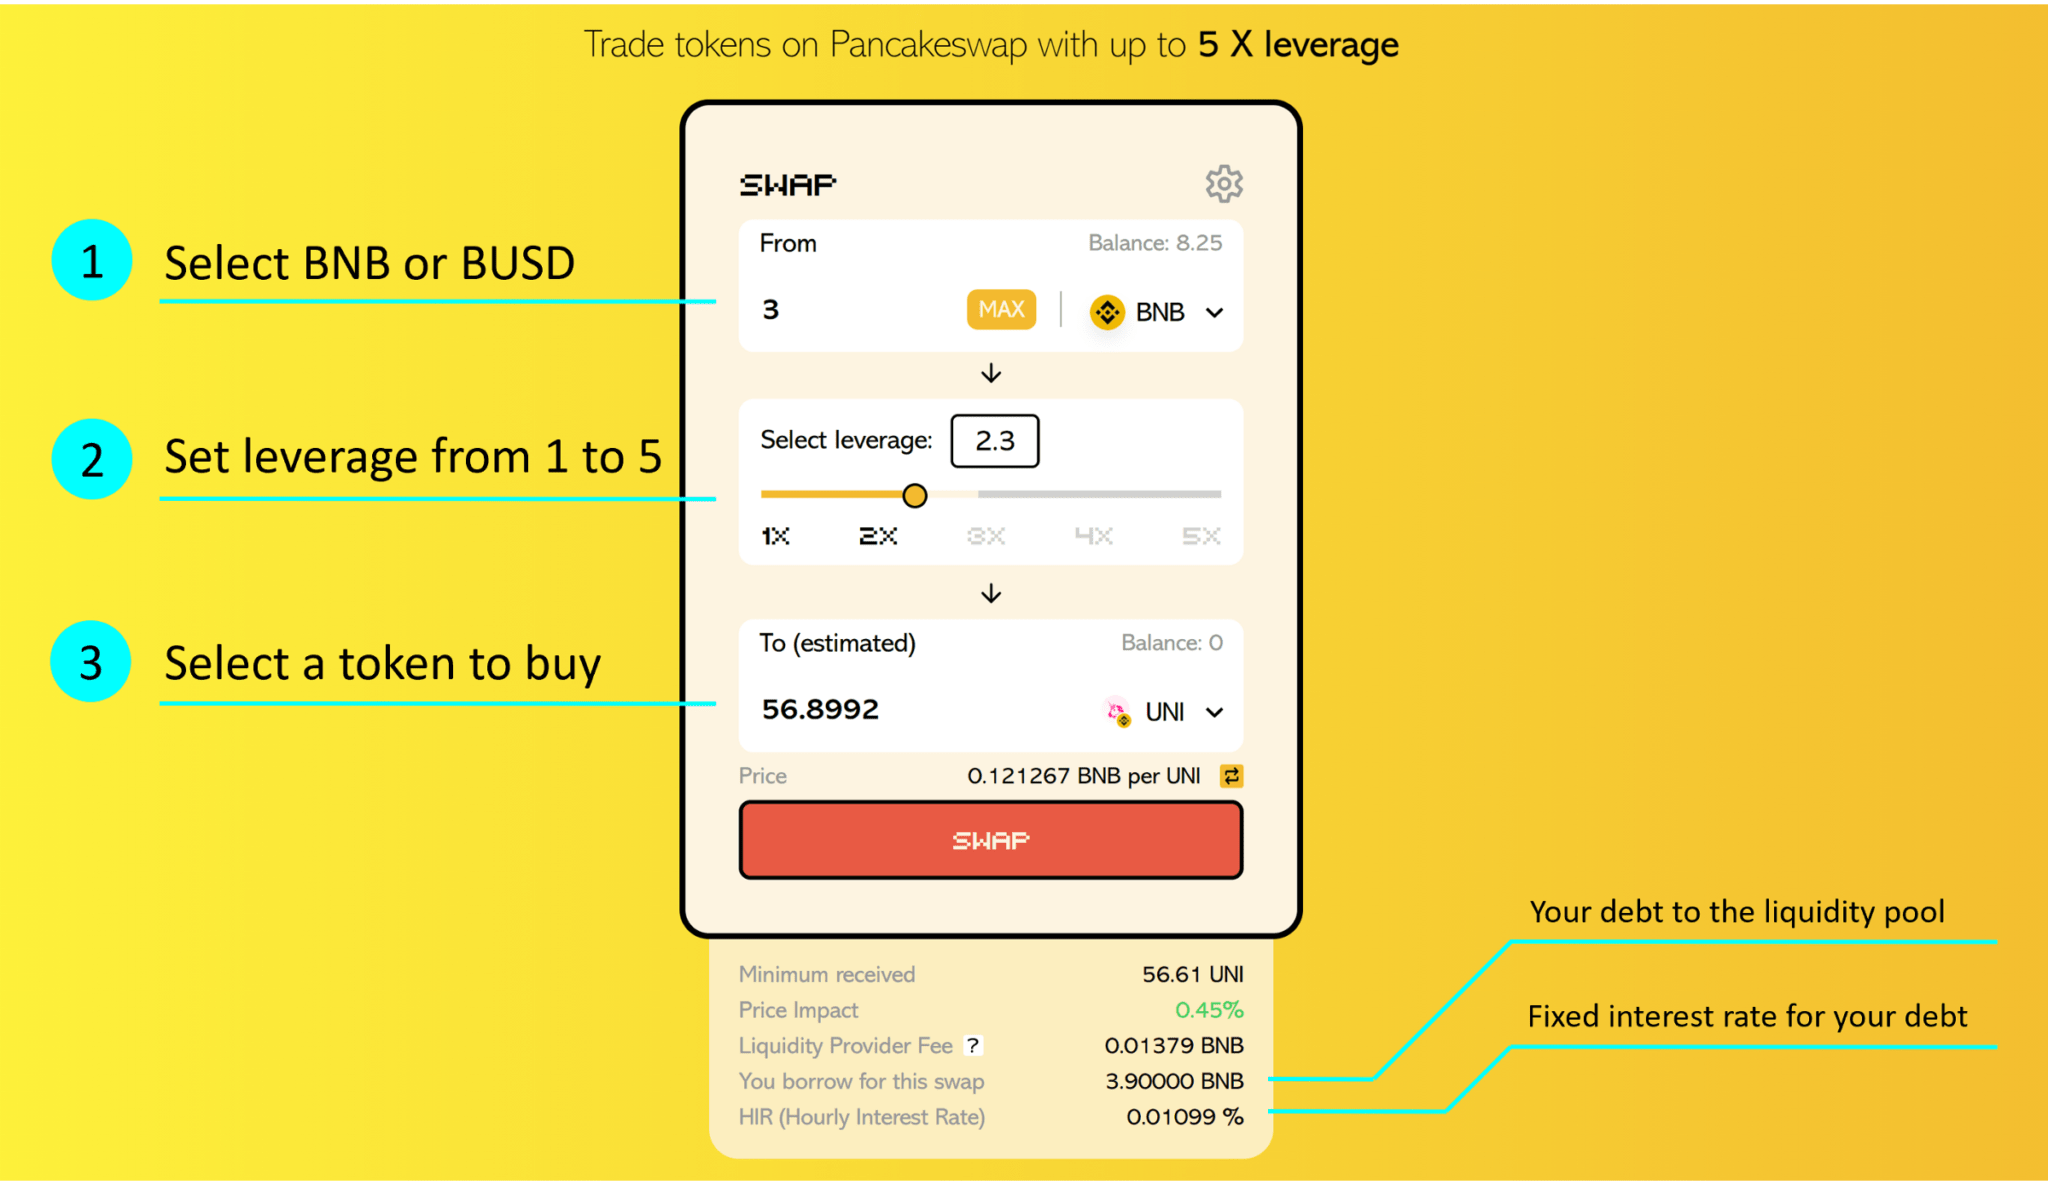 Trade tokens on Pancakeswap with up to 5 X leverage
SWAP
1 Select BNB or BUSD
From Balance: 8.25
3 MAX BNB
2 Set leverage from 1 to 5
Select leverage: 2.3
1X 2X 3X 4X 5X
3 Select a token to buy
To (estimated) Balance: 0
56.8992 UNI
Price 0.121267 BNB per UNI
SWAP
Your debt to the liquidity pool
Minimum received 56.61 UNI
Price Impact 0.45%
Fixed interest rate for your debt
Liquidity Provider Fee ? 0.01379 BNB
You borrow for this swap 3.90000 BNB
HIR (Hourly Interest Rate) 0.01099 %